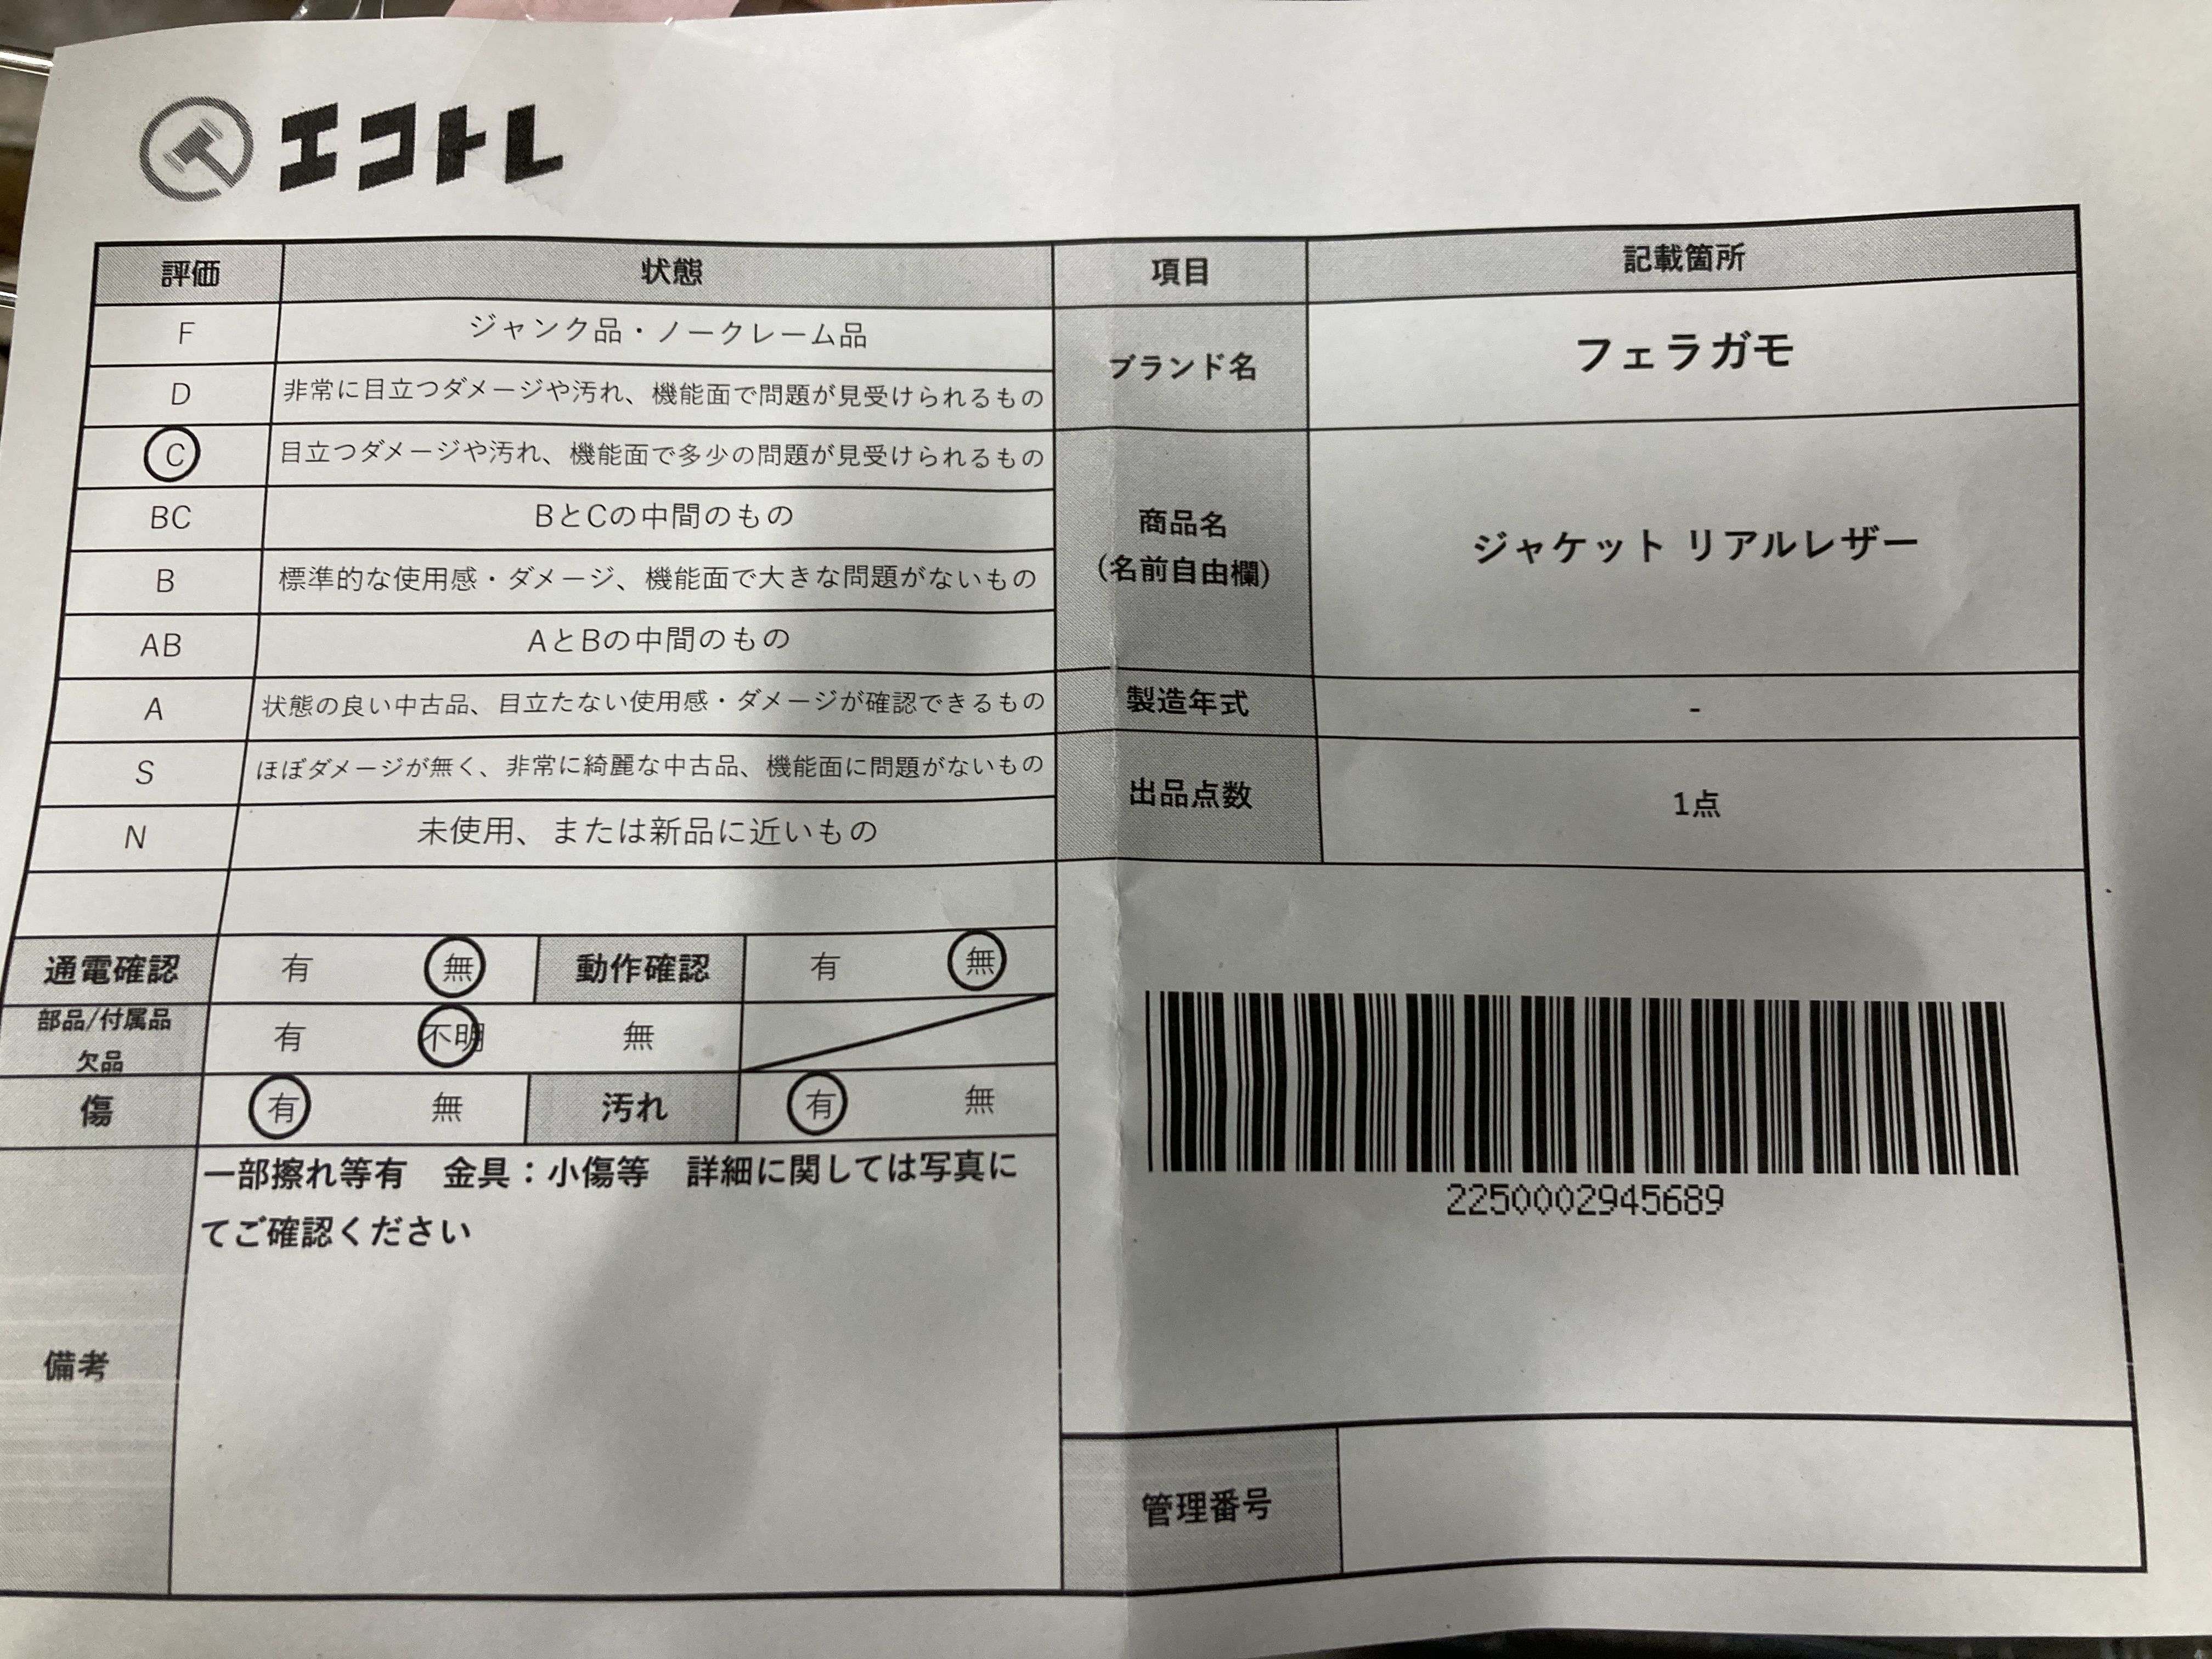 エコトレ
評価 状態
F ジャンク品・ノークレーム品
D 非常に目立つダメージや汚れ、機能面で問題が見受けられるもの
C 目立つダメージや汚れ、機能面で多少の問題が見受けられるもの
BC BとCの中間のもの
B 標準的な使用感・ダメージ、機能面で大きな問題がないもの
AB AとBの中間のもの
A 状態の良い中古品、目立たない使用感・ダメージが確認できるもの
S ほぼダメージが無く、非常に綺麗な中古品、機能面に問題がないもの
N 未使用、または新品に近いもの
通電確認 有 無 動作確認 有 無
部品/付属品
欠品 有 不明 無
傷 有 無 汚れ 有 無
備考
一部擦れ等有 金具：小傷等 詳細に関しては写真に
てご確認ください
項目 記載箇所
ブランド名 フェラガモ
商品名
(名前自由欄)
ジャケット リアルレザー
製造年式 -
出品点数 1点
2250002945689
管理番号